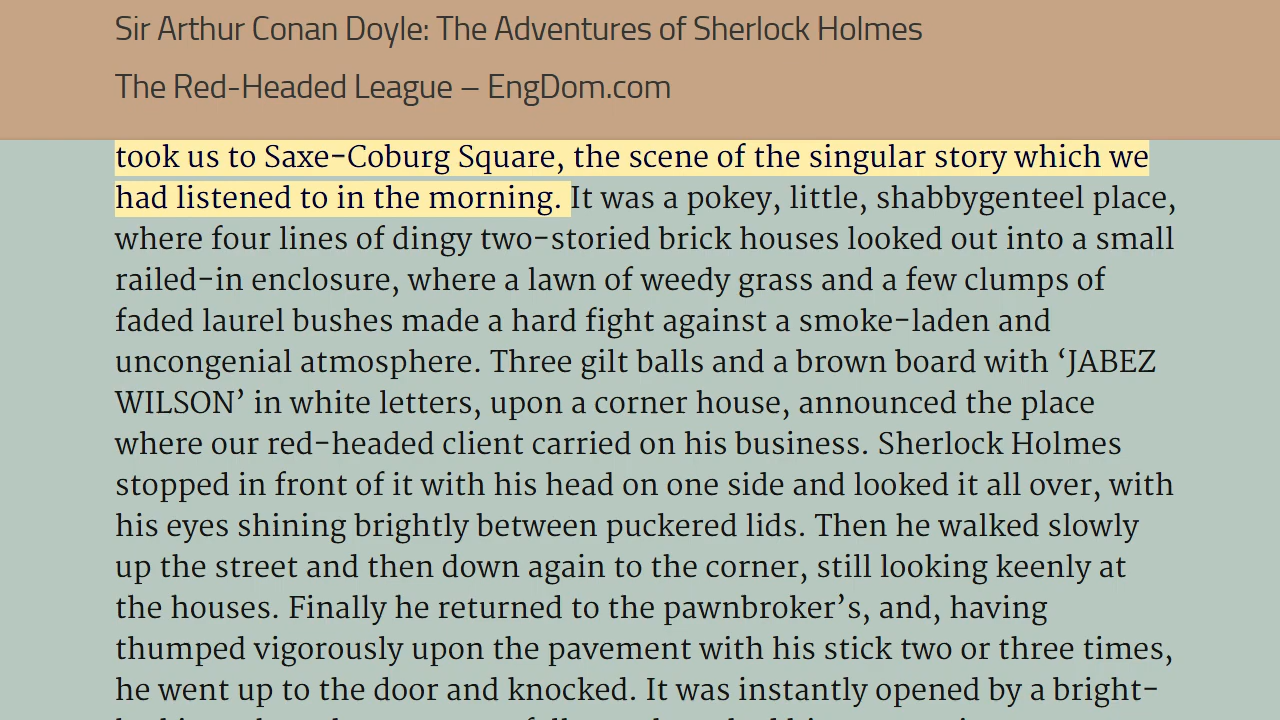 Sir Arthur Conan Doyle: The Adventures of Sherlock Holmes
The Red-Headed League – EngDom.com
took us to Saxe-Coburg Square, the scene of the singular story which we
had listened to in the morning. It was a pokey, little, shabbygenteel place,
where four lines of dingy two-storied brick houses looked out into a small
railed-in enclosure, where a lawn of weedy grass and a few clumps of
faded laurel bushes made a hard fight against a smoke-laden and
uncongenial atmosphere. Three gilt balls and a brown board with ‘JABEZ
WILSON’ in white letters, upon a corner house, announced the place
where our red-headed client carried on his business. Sherlock Holmes
stopped in front of it with his head on one side and looked it all over, with
his eyes shining brightly between puckered lids. Then he walked slowly
up the street and then down again to the corner, still looking keenly at
the houses. Finally he returned to the pawnbroker’s, and, having
thumped vigorously upon the pavement with his stick two or three times,
he went up to the door and knocked. It was instantly opened by a bright-